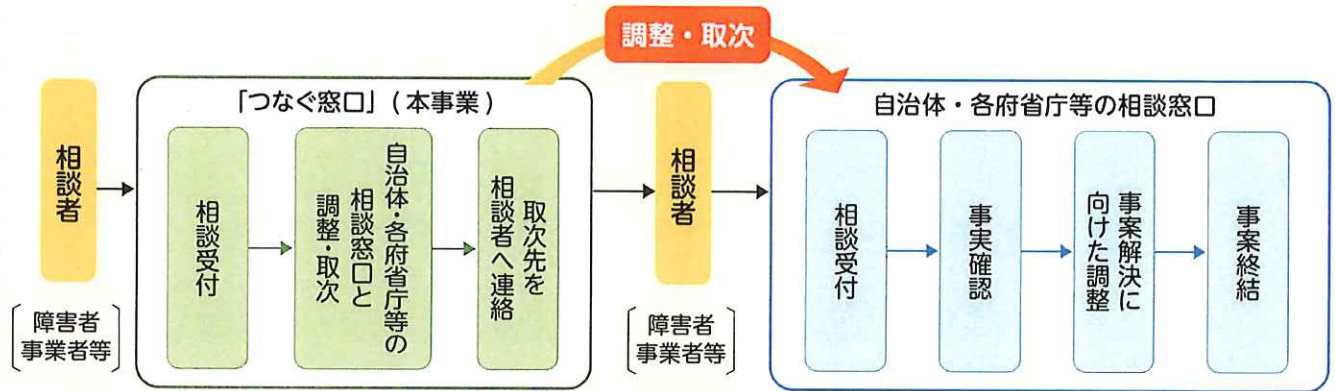 調整・取次
相談者
障害者
事業者等
「つなぐ窓口」(本事業)
相談受付
自治体・各府省庁等の
相談窓口と
調整・取次
取次先を
相談者へ連絡
相談者
障害者
事業者等
自治体・各府省庁等の相談窓口
相談受付
事実確認
事案解決に
向けた調整
事案終結